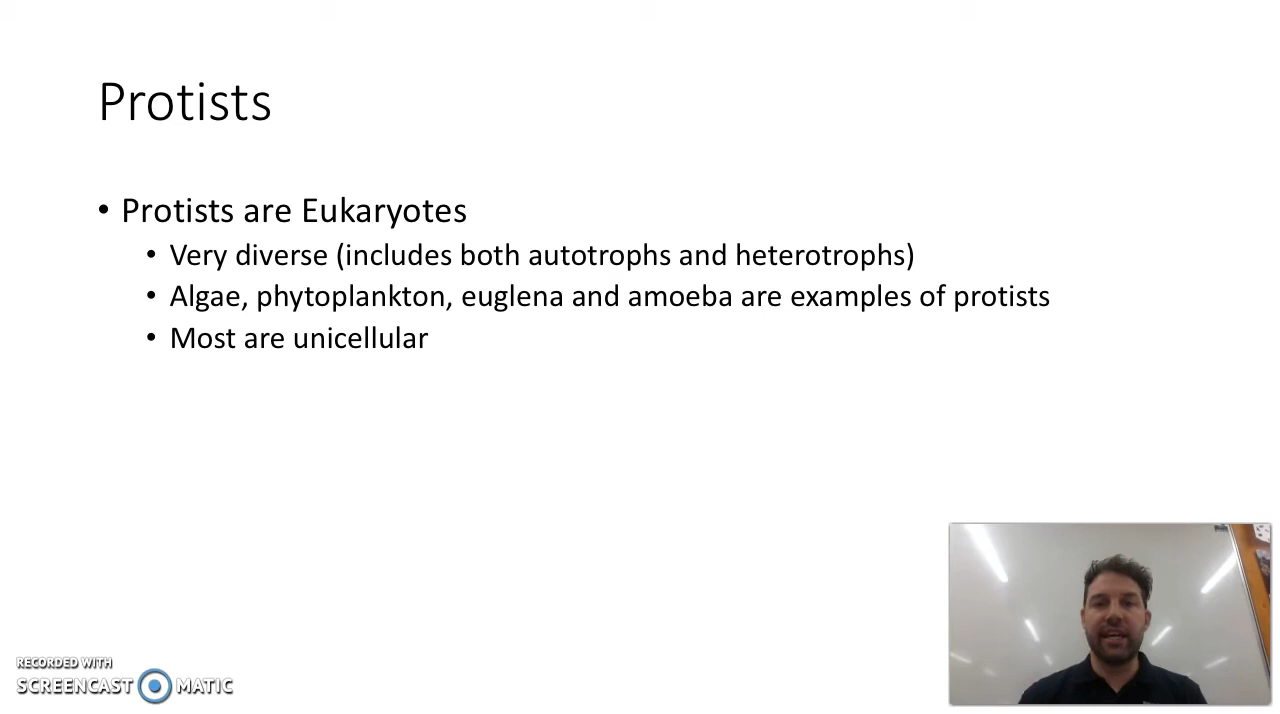 Protists
• Protists are Eukaryotes
• Very diverse (includes both autotrophs and heterotrophs)
• Algae, phytoplankton, euglena and amoeba are examples of protists
• Most are unicellular
RECORDED WITH
SCREENCAST MATIC